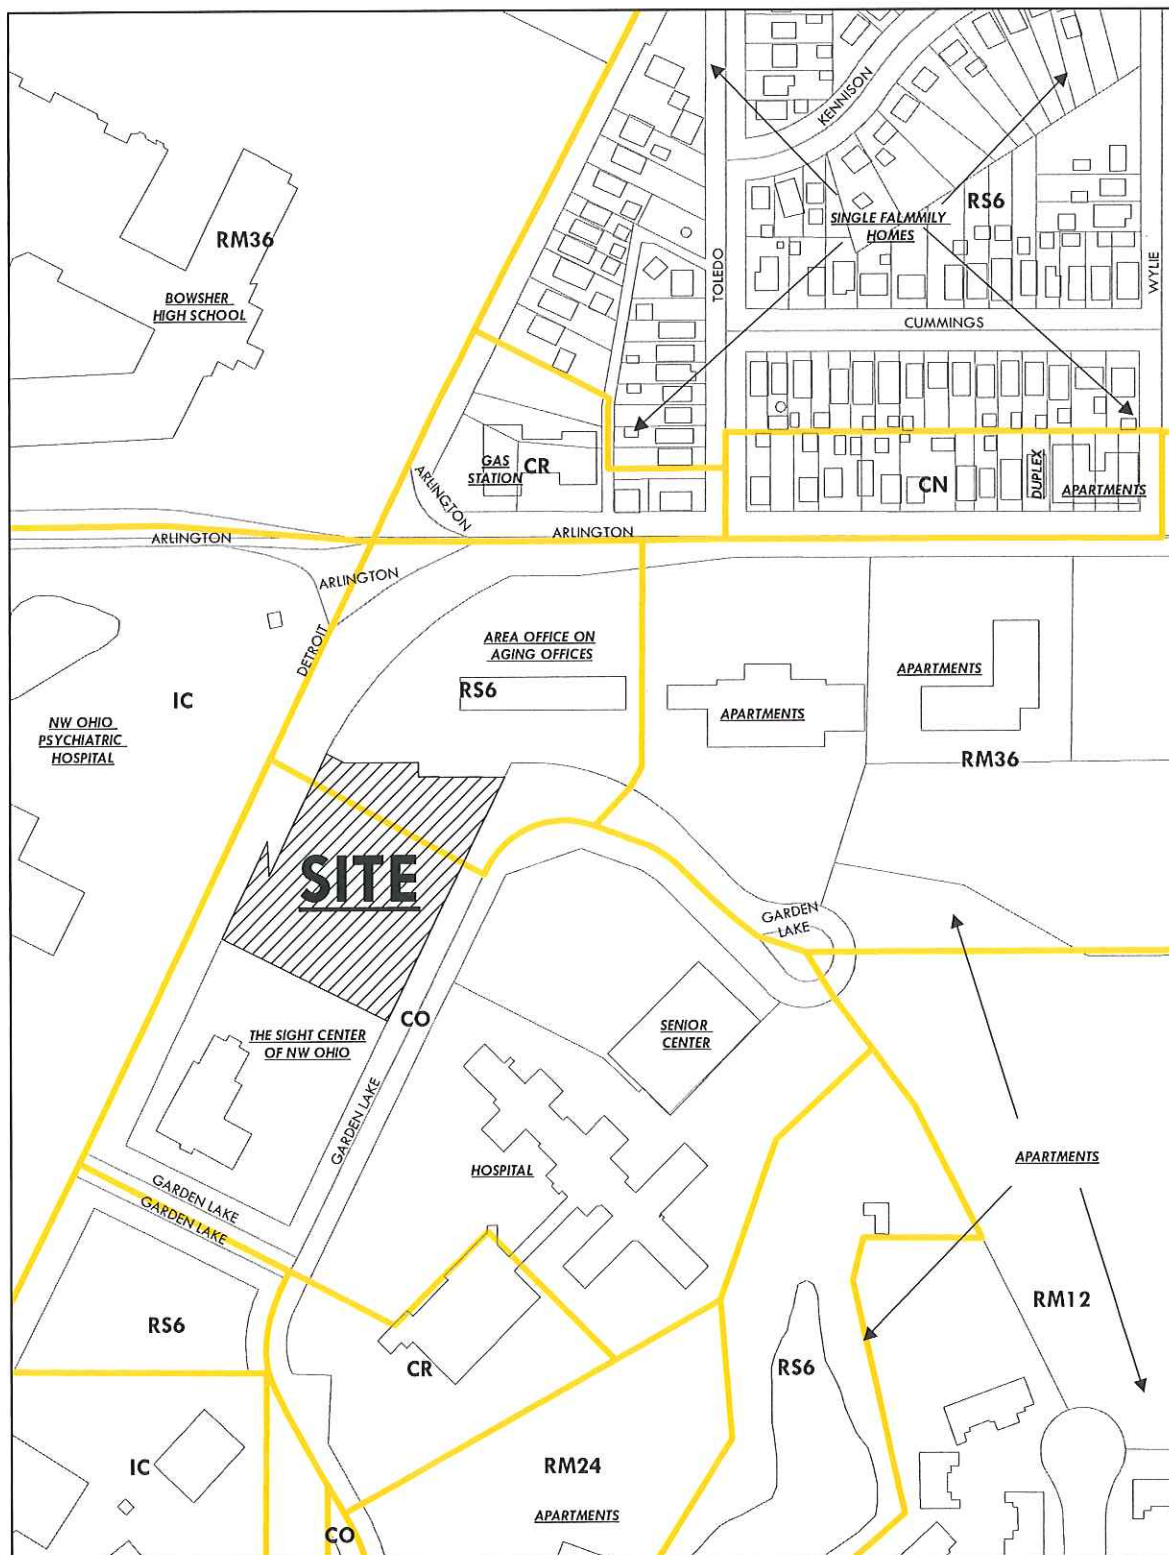 KENNISON
RM36
BOWSHER
HIGH SCHOOL
SINGLE FALMMILY
HOMES
RS6
TOLEDO
WYLIE
CUMMINGS
GAS
STATION
CR
ARLINGTON
CN
DUPLEX
APARTMENTS
ARLINGTON
ARLINGTON
ARLINGTON
DETROIT
AREA OFFICE ON
AGING OFFICES
RS6
IC
NW OHIO
PSYCHIATRIC
HOSPITAL
APARTMENTS
APARTMENTS
RM36
SITE
GARDEN
LAKE
CO
THE SIGHT CENTER
OF NW OHIO
SENIOR
CENTER
GARDEN LAKE
HOSPITAL
APARTMENTS
GARDEN LAKE
GARDEN LAKE
RS6
RM12
CR
RS6
IC
RM24
APARTMENTS
CO